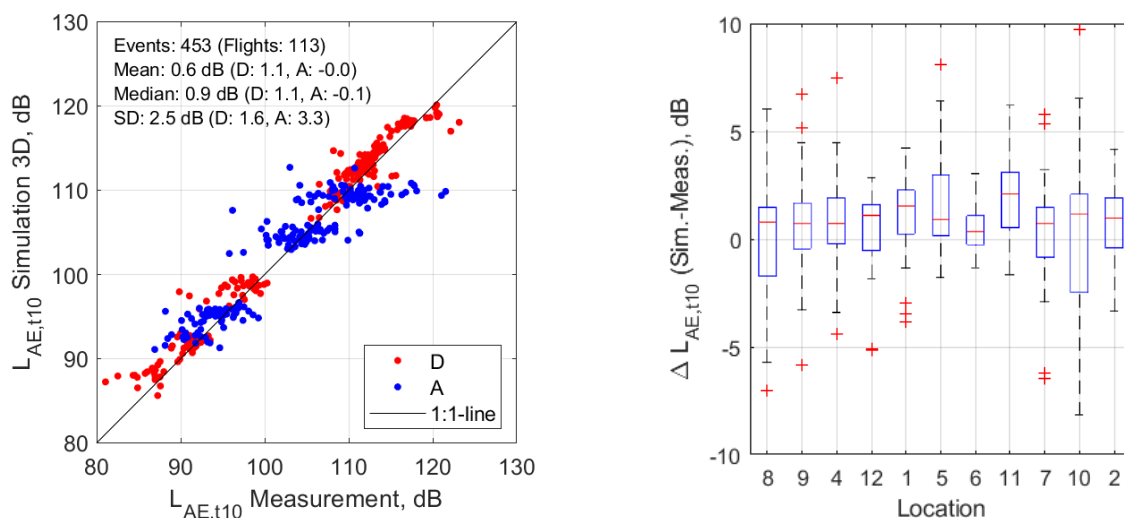 130
120
110
100
90
80
L_AE,t10 Simulation 3D, dB
Events: 453 (Flights: 113)
Mean: 0.6 dB (D: 1.1, A: -0.0)
Median: 0.9 dB (D: 1.1, A: -0.1)
SD: 2.5 dB (D: 1.6, A: 3.3)
D
A
1:1-line
80 90 100 110 120 130
L_AE,t10 Measurement, dB
10
5
0
-5
-10
Δ L_AE,t10 (Sim.-Meas.), dB
8 9 4 12 1 5 6 11 7 10 2
Location